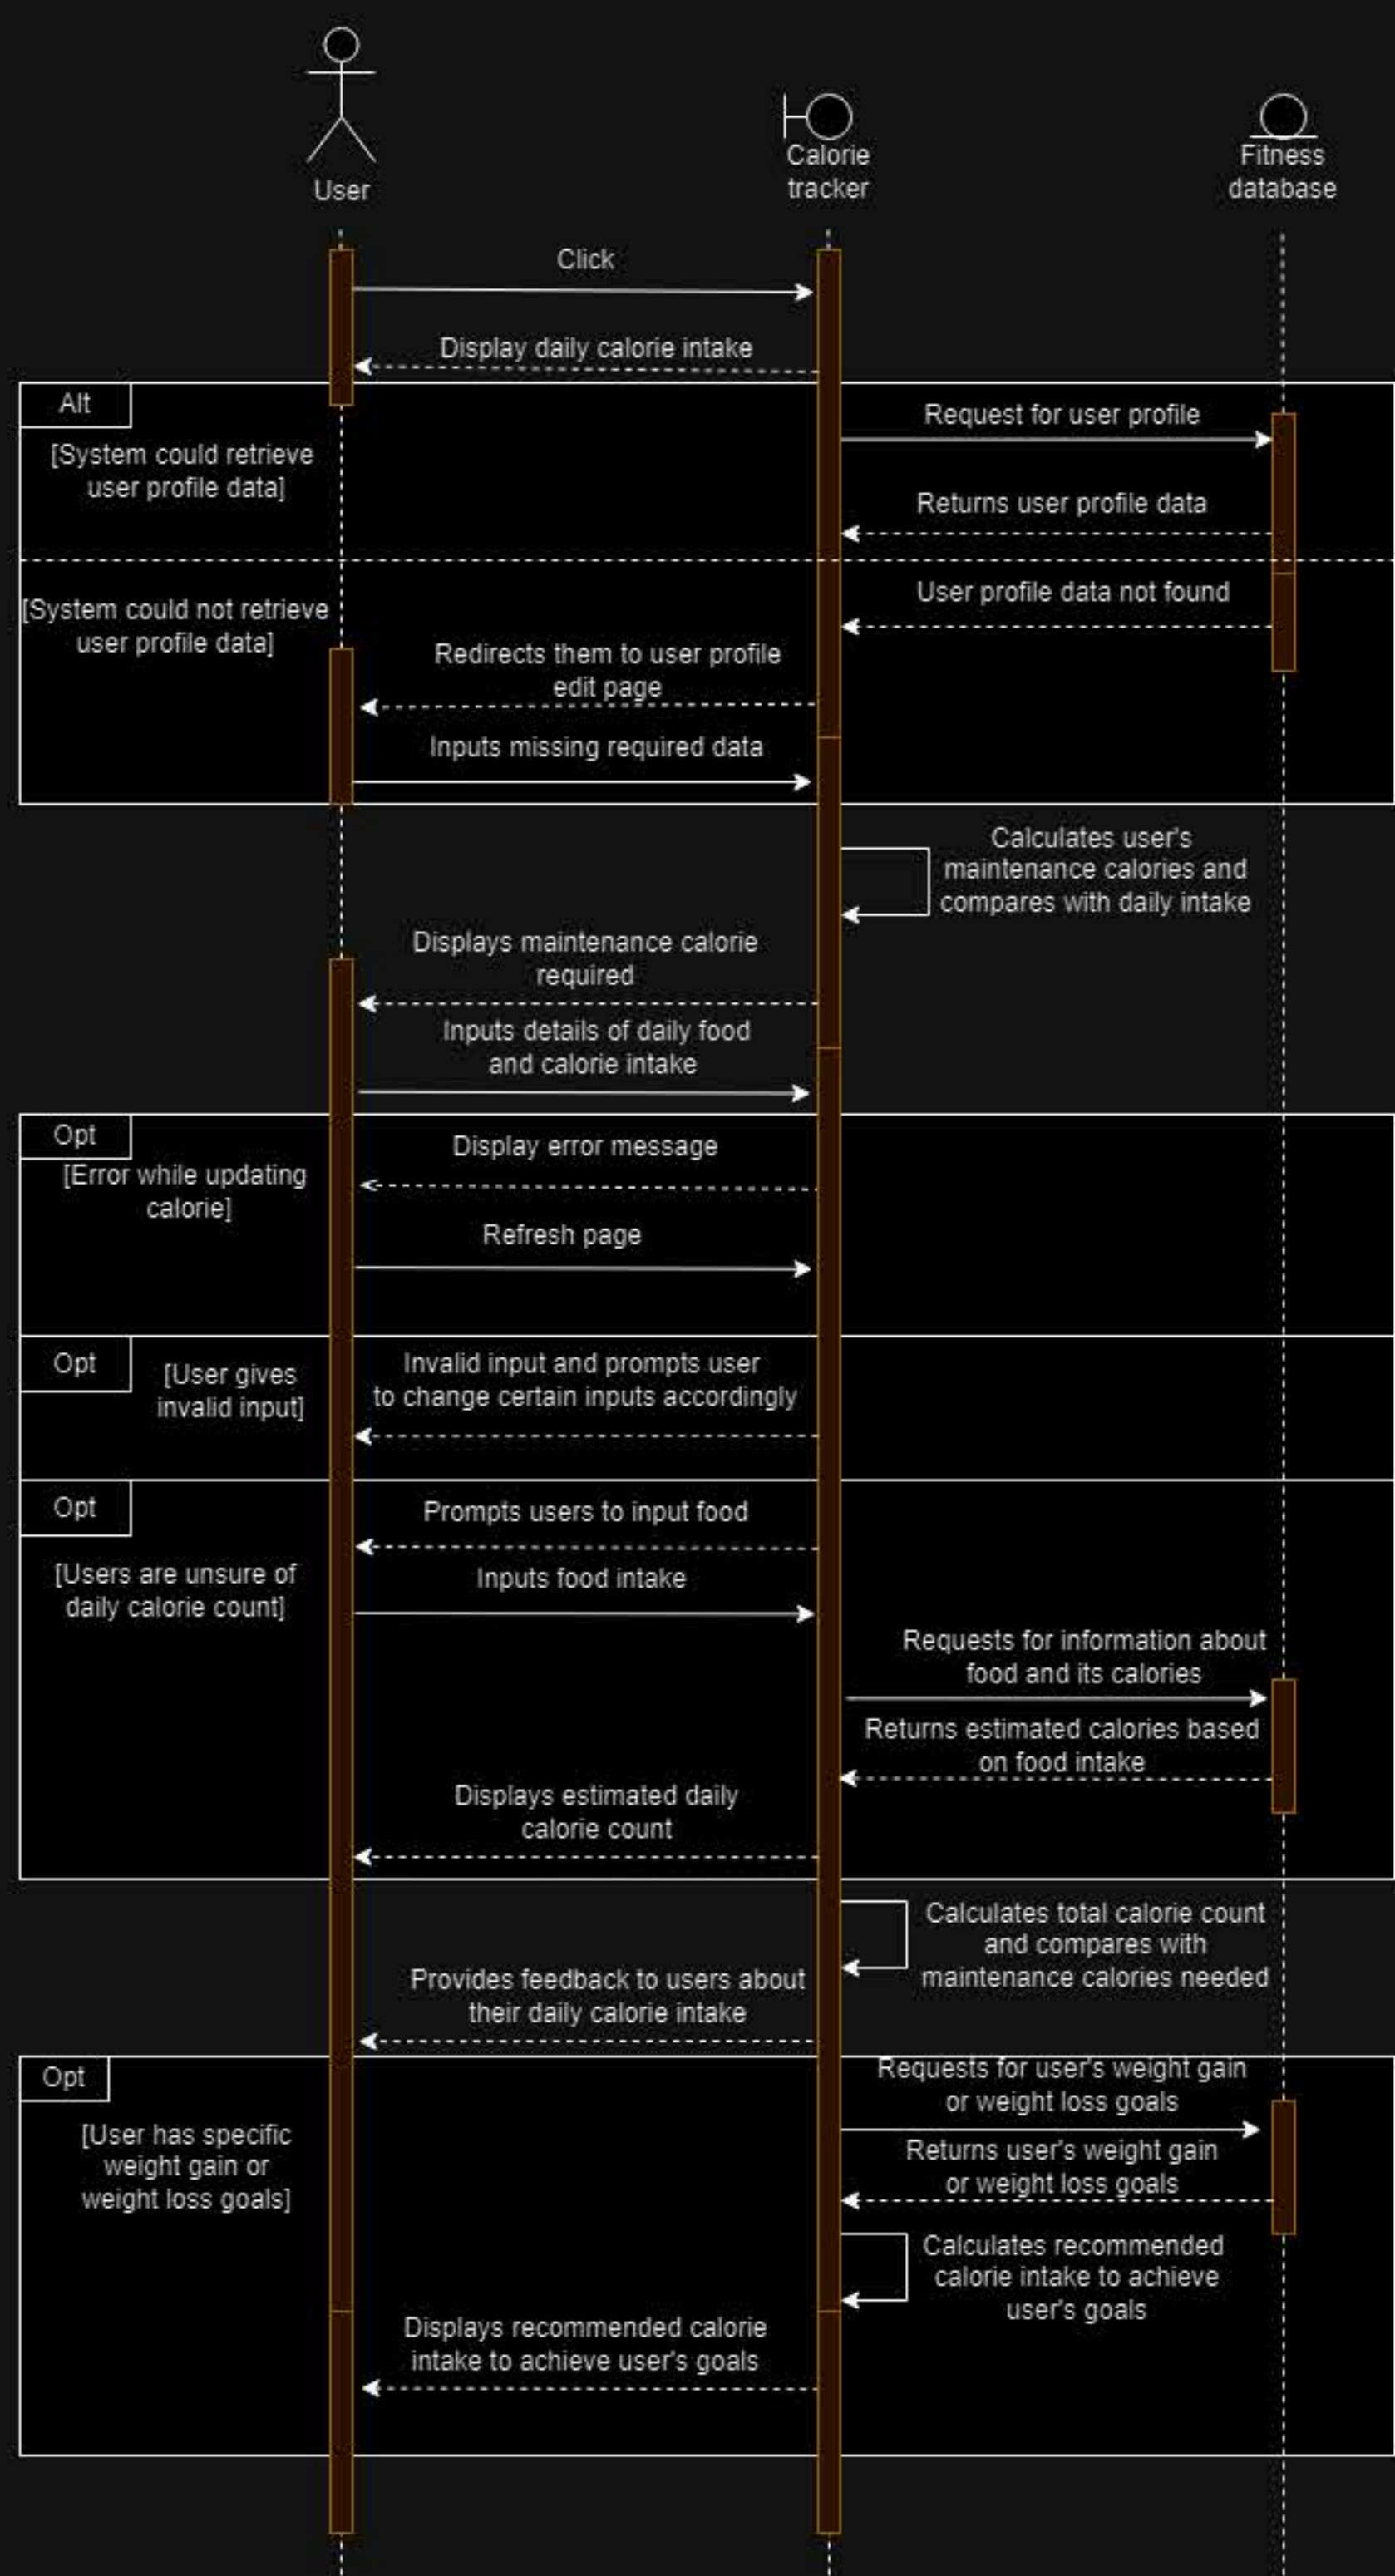 User
Calorie
tracker
Fitness
database
Click
Display daily calorie intake
Alt
[System could retrieve
user profile data]
Request for user profile
Returns user profile data
[System could not retrieve
user profile data]
User profile data not found
Redirects them to user profile
edit page
Inputs missing required data
Calculates user's
maintenance calories and
compares with daily intake
Displays maintenance calorie
required
Inputs details of daily food
and calorie intake
Opt
[Error while updating
calorie]
Display error message
Refresh page
Opt
[User gives
invalid input]
Invalid input and prompts user
to change certain inputs accordingly
Opt
[Users are unsure of
daily calorie count]
Prompts users to input food
Inputs food intake
Requests for information about
food and its calories
Returns estimated calories based
on food intake
Displays estimated daily
calorie count
Calculates total calorie count
and compares with
maintenance calories needed
Provides feedback to users about
their daily calorie intake
Opt
[User has specific
weight gain or
weight loss goals]
Requests for user's weight gain
or weight loss goals
Returns user's weight gain
or weight loss goals
Calculates recommended
calorie intake to achieve
user's goals
Displays recommended calorie
intake to achieve user's goals